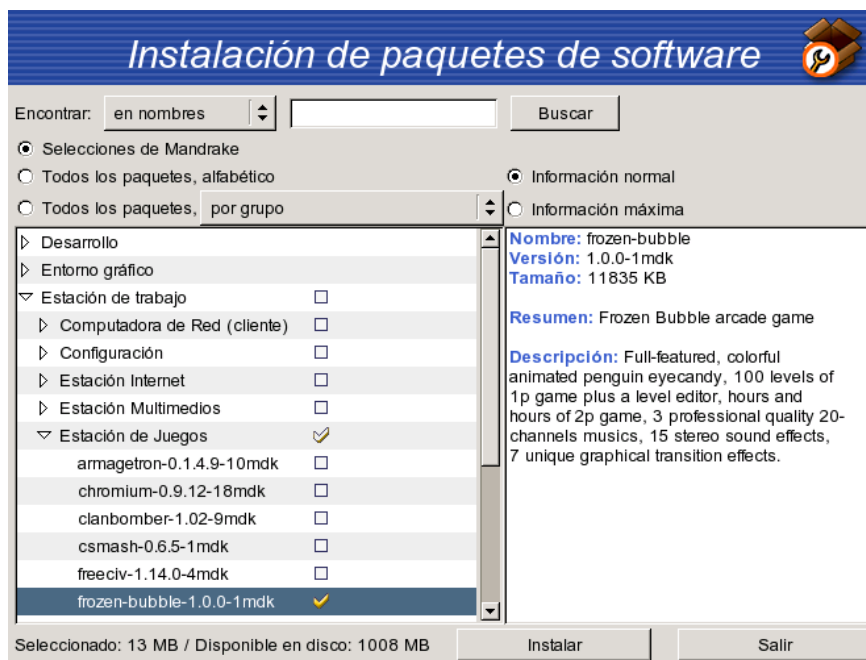 Instalación de paquetes de software
Encontrar: en nombres Buscar
Selecciones de Mandrake
Todos los paquetes, alfabético
Información normal
Todos los paquetes, por grupo
Información máxima
Desarrollo
Entorno gráfico
Estación de trabajo
Computadora de Red (cliente)
Configuración
Estación Internet
Estación Multimedios
Estación de Juegos
armagetron-0.1.4.9-10mdk
chromium-0.9.12-18mdk
clanbomber-1.02-9mdk
csmash-0.6.5-1mdk
freeciv-1.14.0-4mdk
frozen-bubble-1.0.0-1mdk
Nombre: frozen-bubble
Versión: 1.0.0-1mdk
Tamaño: 11835 KB
Resumen: Frozen Bubble arcade game
Descripción: Full-featured, colorful
animated penguin eyecandy, 100 levels of
1p game plus a level editor, hours and
hours of 2p game, 3 professional quality 20-
channels musics, 15 stereo sound effects,
7 unique graphical transition effects.
Seleccionado: 13 MB / Disponible en disco: 1008 MB
Instalar
Salir